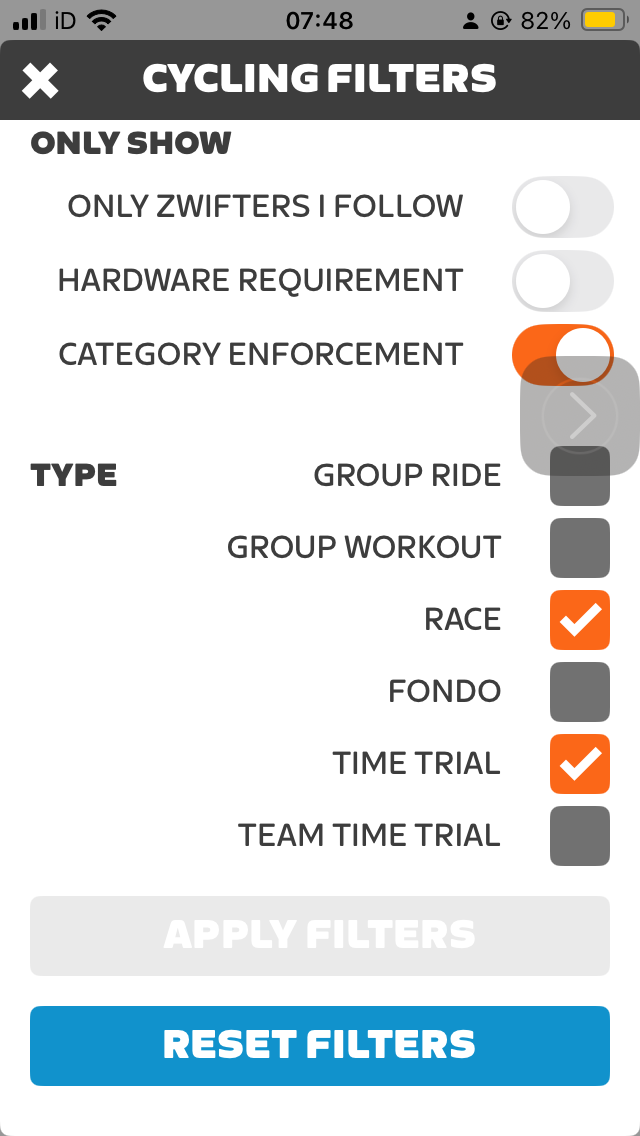 iD 07:48 82%
CYCLING FILTERS
ONLY SHOW
ONLY ZWIFTERS I FOLLOW
HARDWARE REQUIREMENT
CATEGORY ENFORCEMENT
TYPE GROUP RIDE
GROUP WORKOUT
RACE
FONDO
TIME TRIAL
TEAM TIME TRIAL
APPLY FILTERS
RESET FILTERS